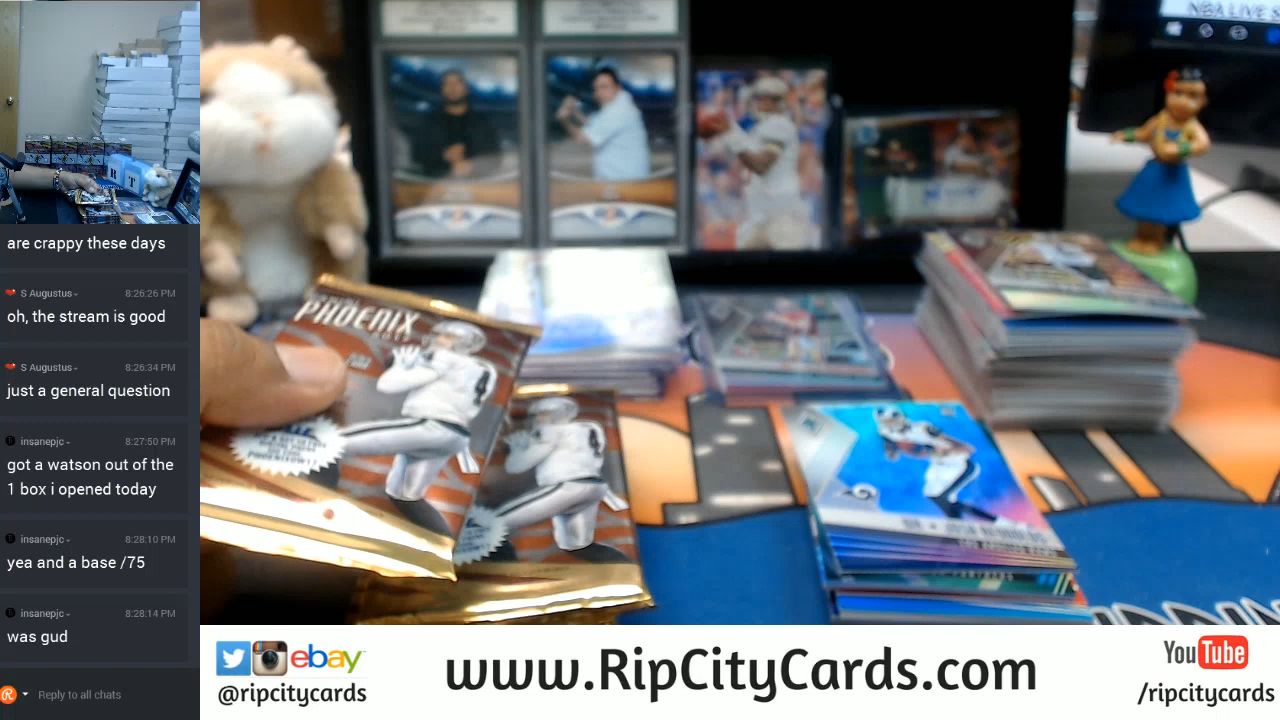 are crappy these days
S Augustus
8:26:26 PM
oh, the stream is good
S Augustus
8:26:34 PM
just a general question
insanepjc
8:27:50 PM
got a watson out of the
1 box i opened today
insanepjc
8:28:10 PM
yea and a base /75
insanepjc
8:28:14 PM
was gud
Reply to all chats
NBA LIVE
PHOENIX
4
4
R T
ebay
@ripcitycards
www.RipCityCards.com
YouTube
/ripcitycards